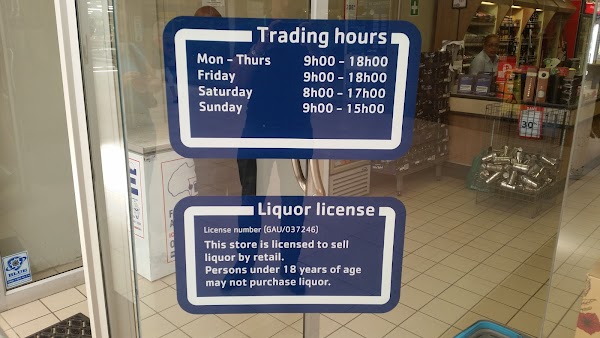 Trading hours
Mon – Thurs 9h00 – 18h00
Friday 9h00 – 18h00
Saturday 8h00 – 17h00
Sunday 9h00 – 15h00
Liquor license
License number (GAU/037246)
This store is licensed to sell
liquor by retail.
Persons under 18 years of age
may not purchase liquor.
BLUE
30